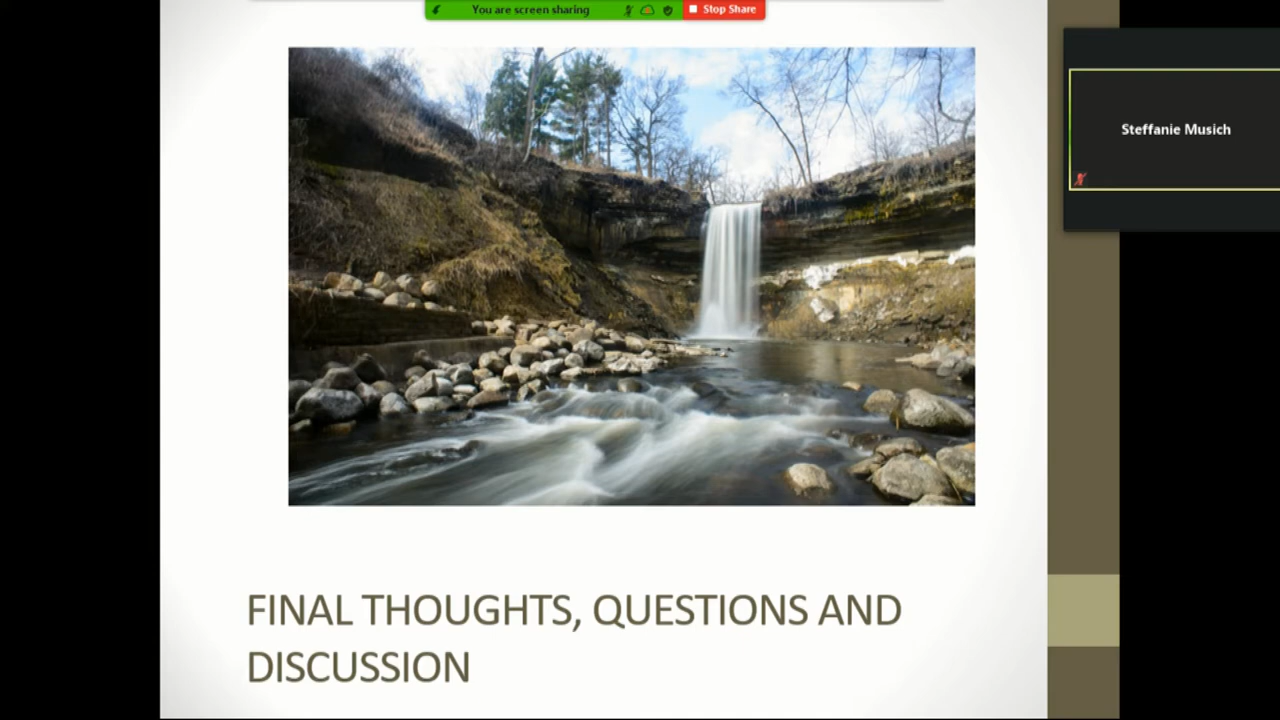 You are screen sharing
Stop Share
Steffanie Musich
FINAL THOUGHTS, QUESTIONS AND
DISCUSSION